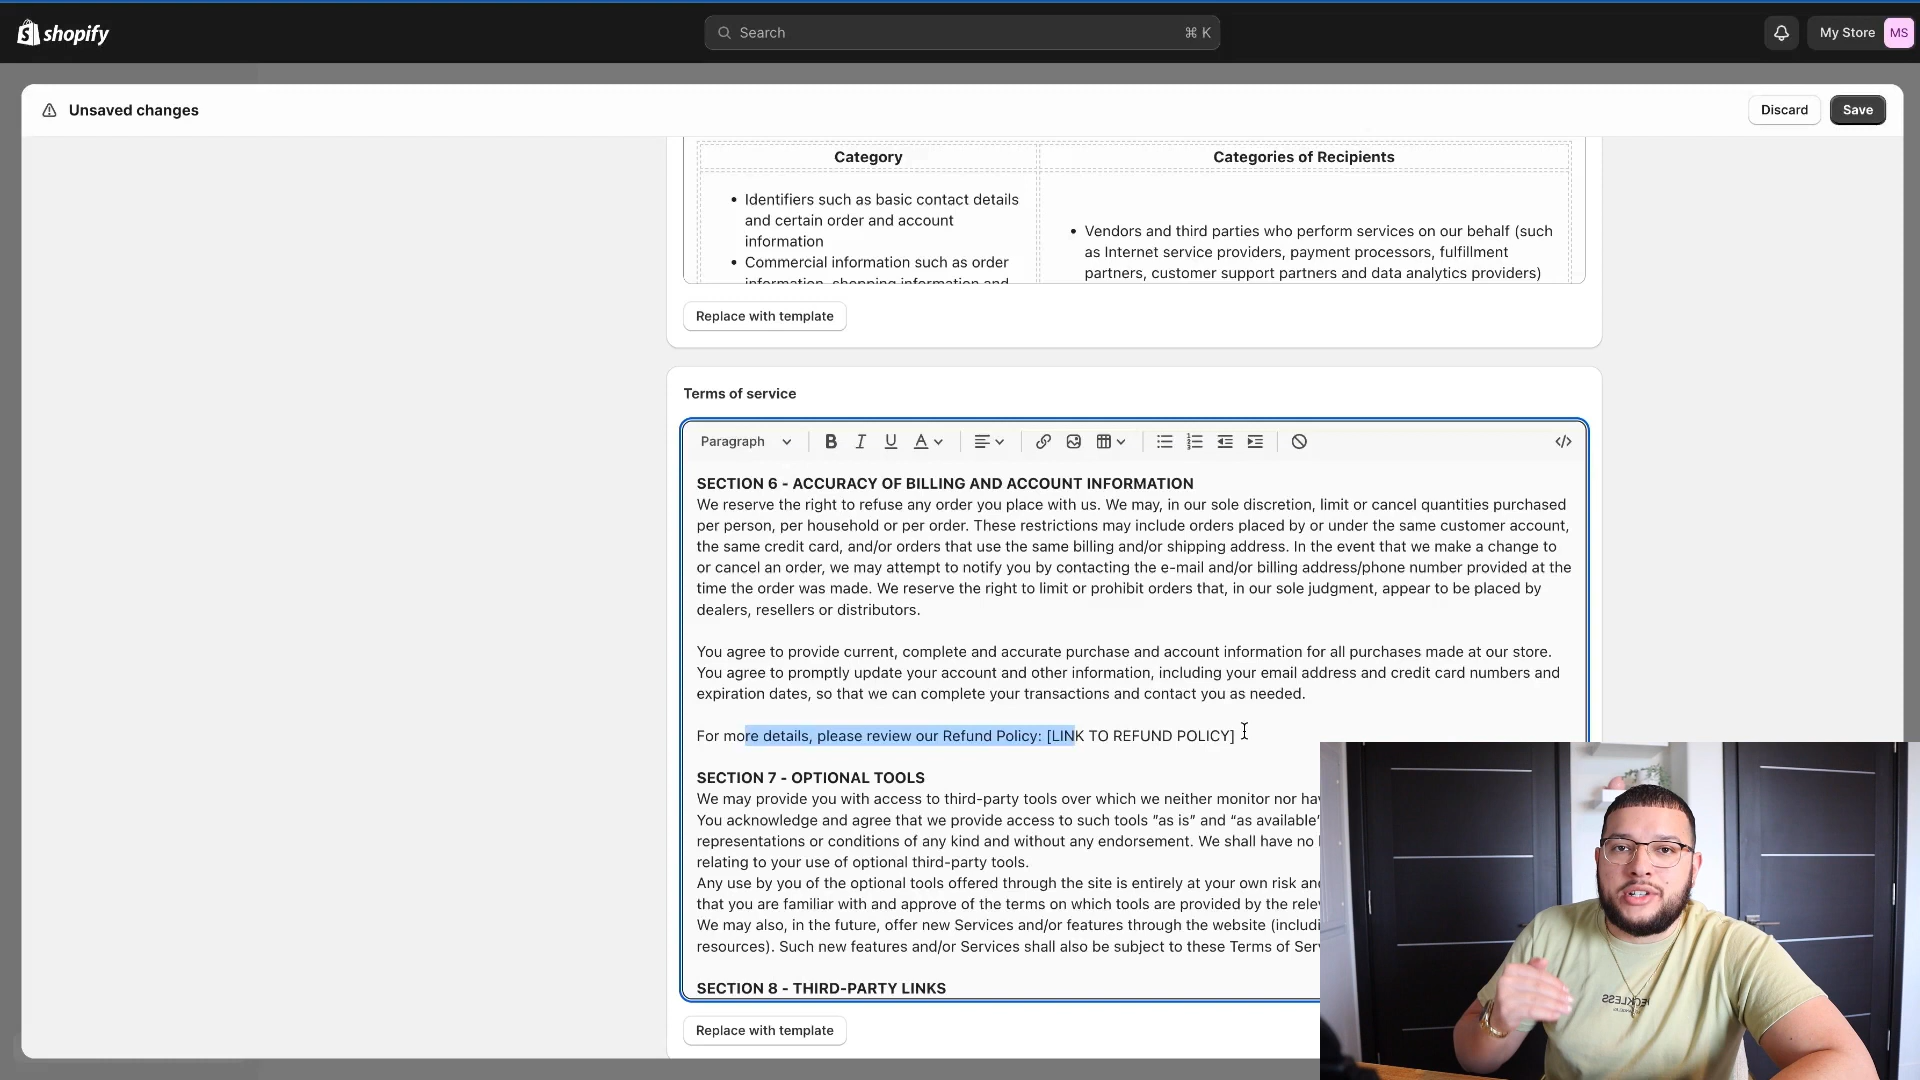 shopify
Search
⌘ K
My Store
MS
Unsaved changes
Discard
Save
Category
Categories of Recipients
• Identifiers such as basic contact details
and certain order and account
information
• Commercial information such as order
information, shopping information and
• Vendors and third parties who perform services on our behalf (such
as Internet service providers, payment processors, fulfillment
partners, customer support partners and data analytics providers)
Replace with template
Terms of service
Paragraph
SECTION 6 - ACCURACY OF BILLING AND ACCOUNT INFORMATION
We reserve the right to refuse any order you place with us. We may, in our sole discretion, limit or cancel quantities purchased
per person, per household or per order. These restrictions may include orders placed by or under the same customer account,
the same credit card, and/or orders that use the same billing and/or shipping address. In the event that we make a change to
or cancel an order, we may attempt to notify you by contacting the e-mail and/or billing address/phone number provided at the
time the order was made. We reserve the right to limit or prohibit orders that, in our sole judgment, appear to be placed by
dealers, resellers or distributors.
You agree to provide current, complete and accurate purchase and account information for all purchases made at our store.
You agree to promptly update your account and other information, including your email address and credit card numbers and
expiration dates, so that we can complete your transactions and contact you as needed.
For more details, please review our Refund Policy: [LINK TO REFUND POLICY]
SECTION 7 - OPTIONAL TOOLS
We may provide you with access to third-party tools over which we neither monitor nor hav
You acknowledge and agree that we provide access to such tools ”as is” and “as available”
representations or conditions of any kind and without any endorsement. We shall have no
relating to your use of optional third-party tools.
Any use by you of the optional tools offered through the site is entirely at your own risk and
that you are familiar with and approve of the terms on which tools are provided by the rele
We may also, in the future, offer new Services and/or features through the website (includi
resources). Such new features and/or Services shall also be subject to these Terms of Ser
SECTION 8 - THIRD-PARTY LINKS
Replace with template